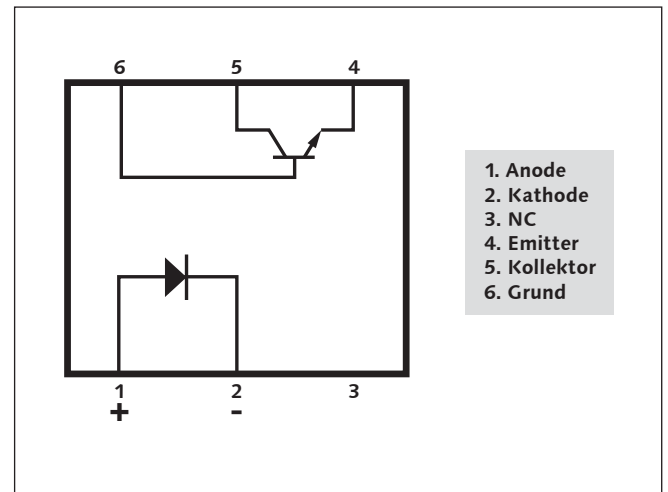 6 5 4
1 2 3
+ -
1. Anode
2. Kathode
3. NC
4. Emitter
5. Kollektor
6. Grund